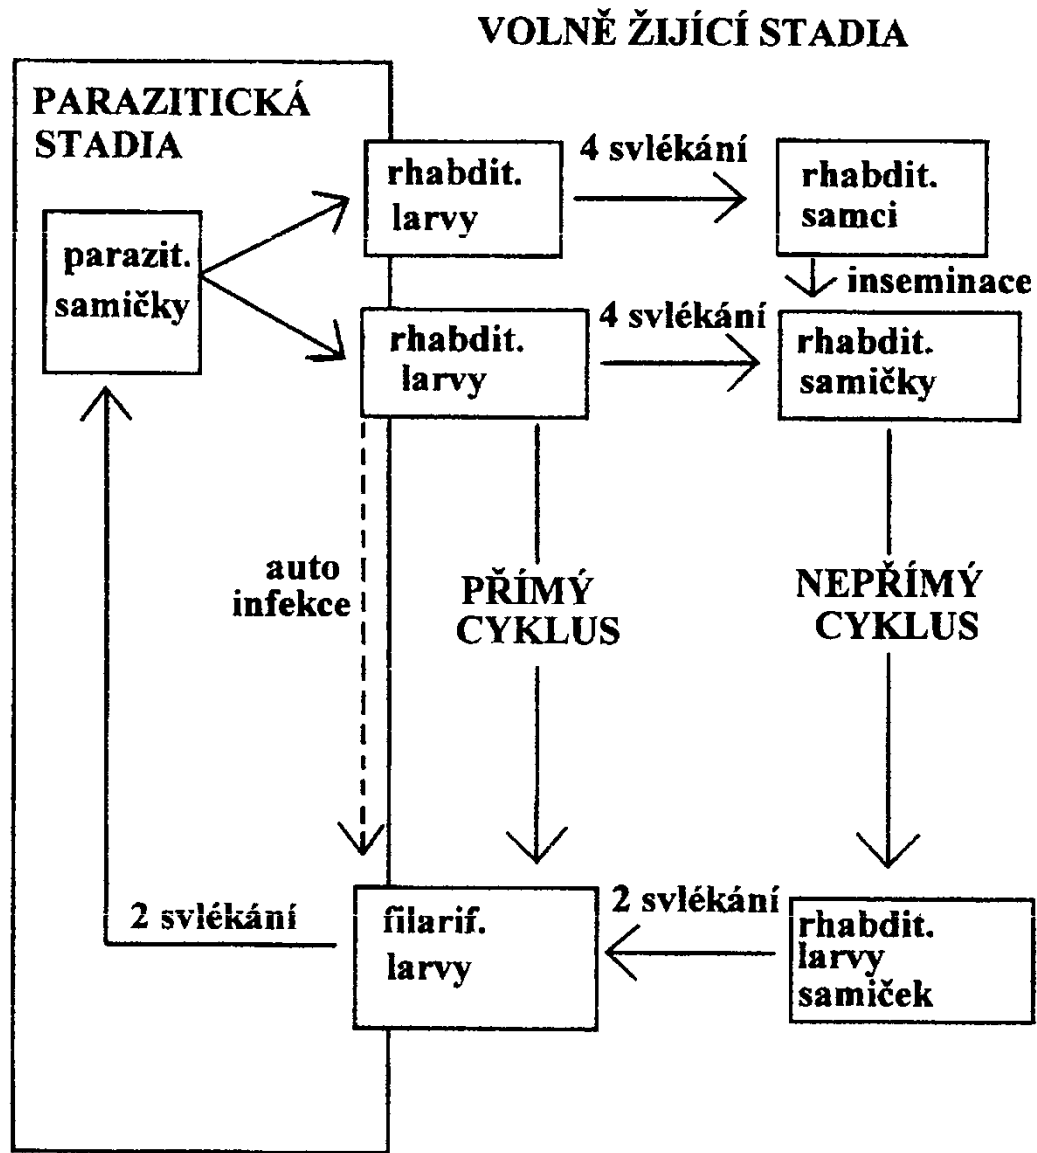 VOLNĚ ŽIJÍCÍ STADIA
PARAZITICKÁ
STADIA
parazit.
samičky
rhabdit.
larvy
4 svlékání
rhabdit.
samci
inseminace
rhabdit.
larvy
4 svlékání
rhabdit.
samičky
auto
infekce
PŘÍMÝ
CYKLUS
NEPŘÍMÝ
CYKLUS
2 svlékání
filarif.
larvy
2 svlékání
rhabdit.
larvy
samiček